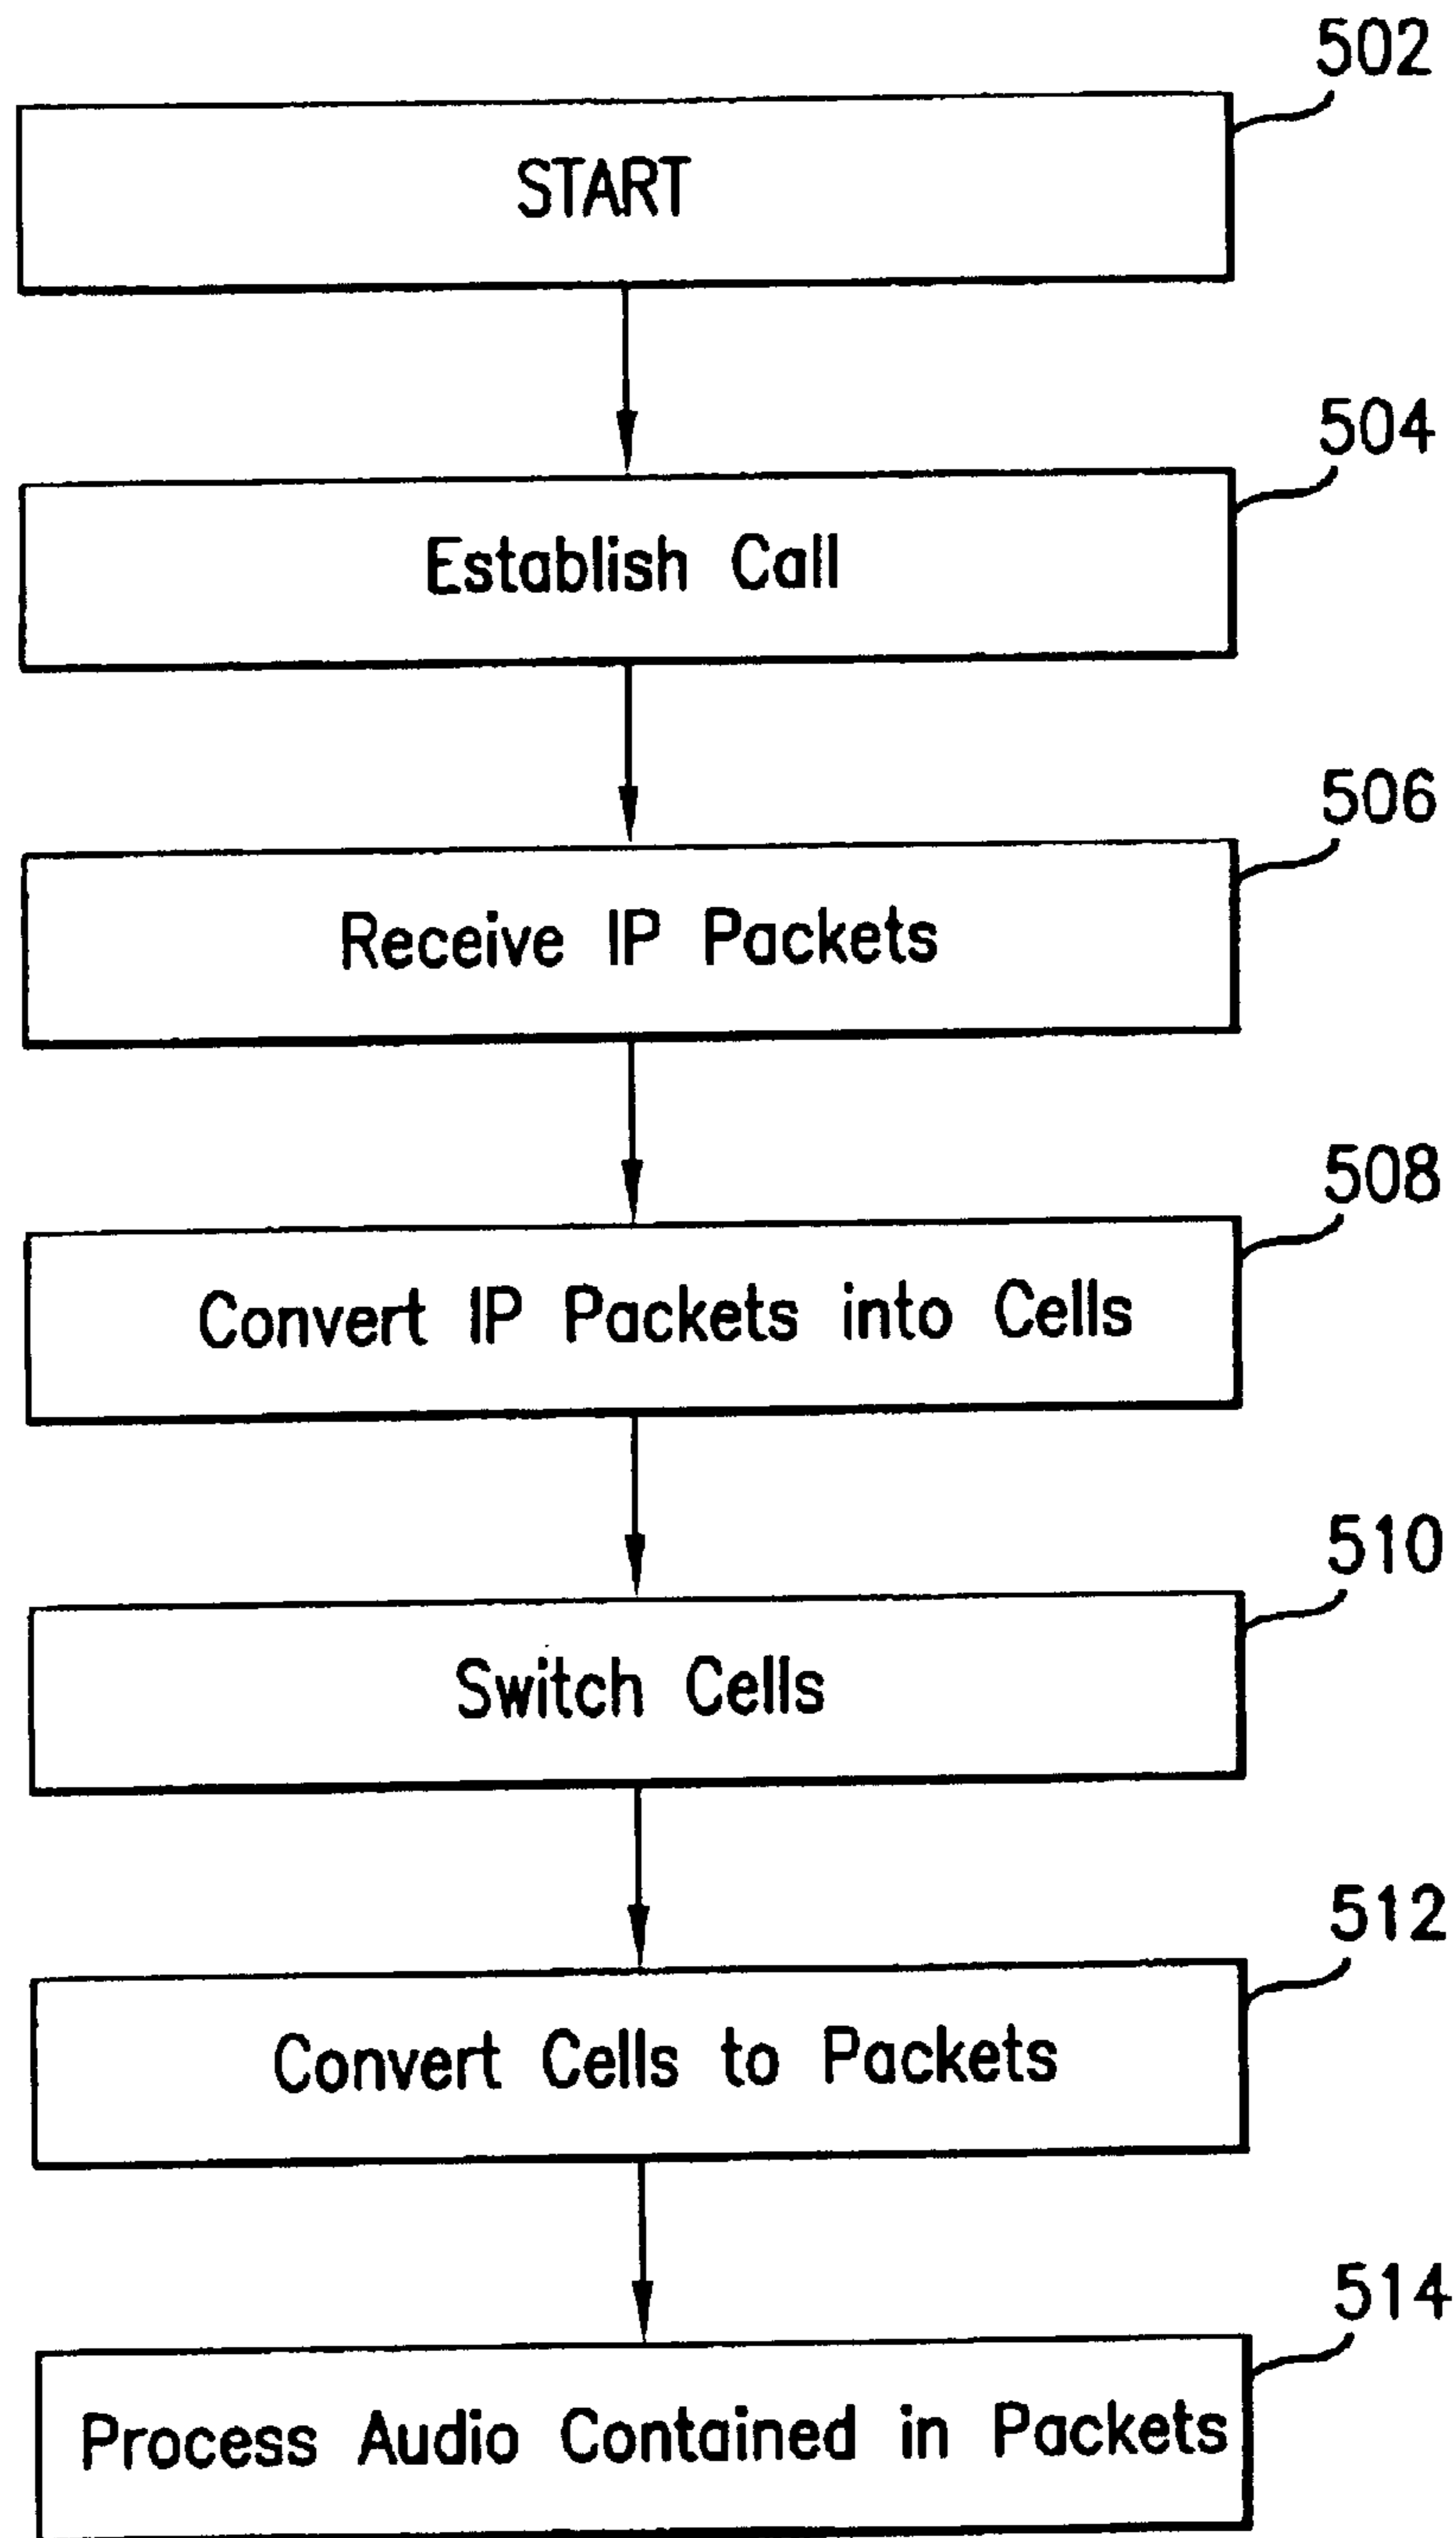 502
START
504
Establish Call
506
Receive IP Packets
508
Convert IP Packets into Cells
510
Switch Cells
512
Convert Cells to Packets
514
Process Audio Contained in Packets